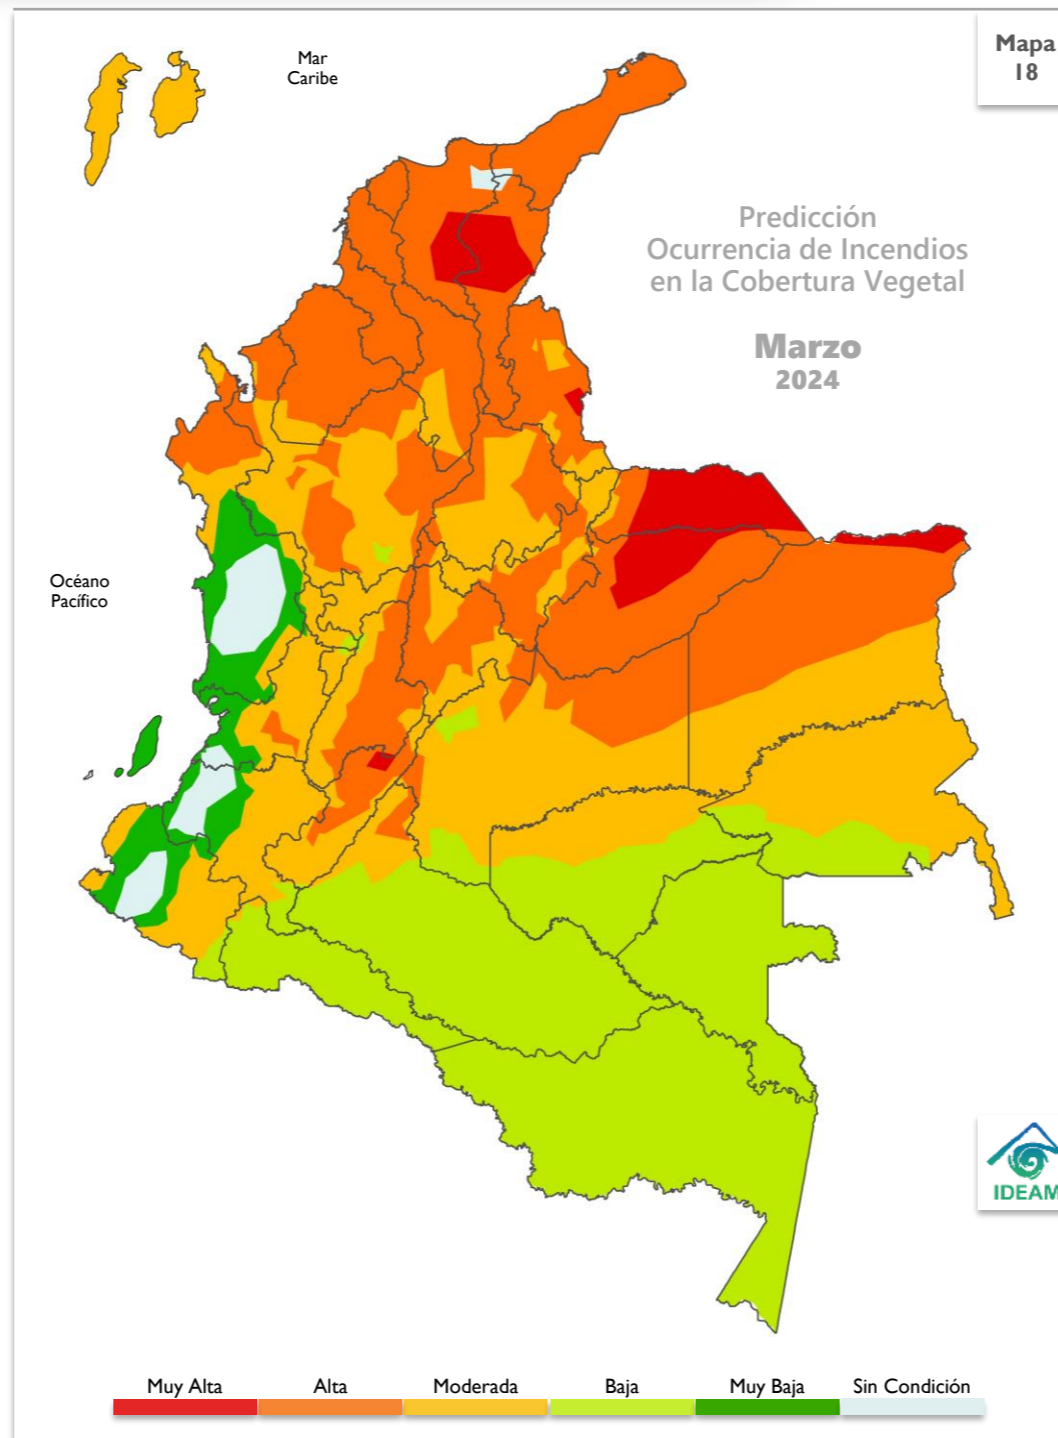 Mapa
18
Mar
Caribe
Predicción
Ocurrencia de Incendios
en la Cobertura Vegetal
Marzo
2024
Océano
Pacífico
IDEAM
Muy Alta
Alta
Moderada
Baja
Muy Baja
Sin Condición